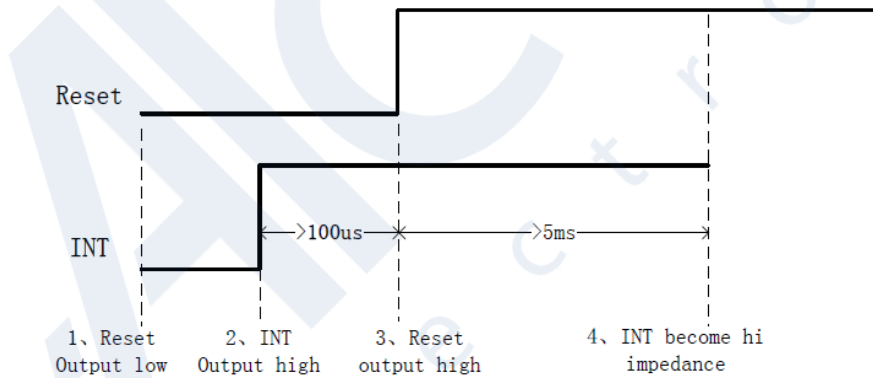 Reset
INT
>100us
>5ms
1、Reset
Output low
2、INT
Output high
3、Reset
output high
4、INT become hi
impedance